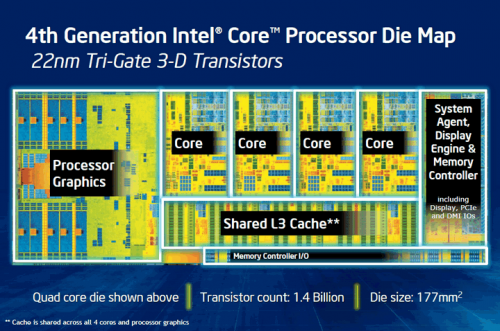 4th Generation Intel® Core™ Processor Die Map
22nm Tri-Gate 3-D Transistors
Processor
Graphics
Core
Core
Core
Core
System
Agent,
Display
Engine &
Memory
Controller
including
Display, PCIe
and DMI IOs
Shared L3 Cache**
Memory Controller I/O
Quad core die shown above
Transistor count: 1.4 Billion
Die size: 177mm²
** Cache is shared across all 4 cores and processor graphics